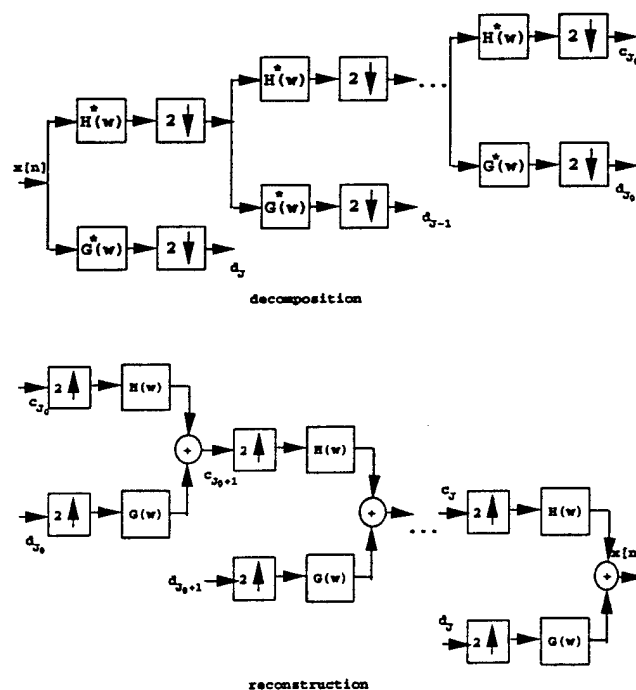 H*(w) 2↓ c_J0
H*(w) 2↓ ...
H*(w) 2↓
x[n]
G*(w) 2↓ d_J0
G*(w) 2↓ d_J-1
G*(w) 2↓ d_J
decomposition
2↑ H(w)
c_J0
+ 2↑ H(w)
c_J0+1
c_J 2↑ H(w)
2↑ G(w) + ...
d_J0
x[n
+
d_J0+1 2↑ G(w)
d_J 2↑ G(w)
reconstruction